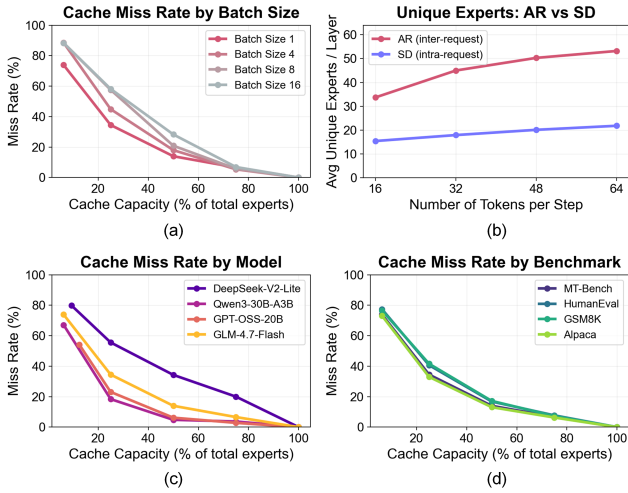 Cache Miss Rate by Batch Size
Miss Rate (%)
100
80
60
40
20
0
Batch Size 1
Batch Size 4
Batch Size 8
Batch Size 16
20
40
60
80
100
Cache Capacity (% of total experts)
(a)
Unique Experts: AR vs SD
Avg Unique Experts / Layer
60
50
40
30
20
10
0
AR (inter-request)
SD (intra-request)
16
32
48
64
Number of Tokens per Step
(b)
Cache Miss Rate by Model
Miss Rate (%)
100
80
60
40
20
0
DeepSeek-V2-Lite
Qwen3-30B-A3B
GPT-OSS-20B
GLM-4.7-Flash
20
40
60
80
100
Cache Capacity (% of total experts)
(c)
Cache Miss Rate by Benchmark
Miss Rate (%)
100
80
60
40
20
0
MT-Bench
HumanEval
GSM8K
Alpaca
20
40
60
80
100
Cache Capacity (% of total experts)
(d)